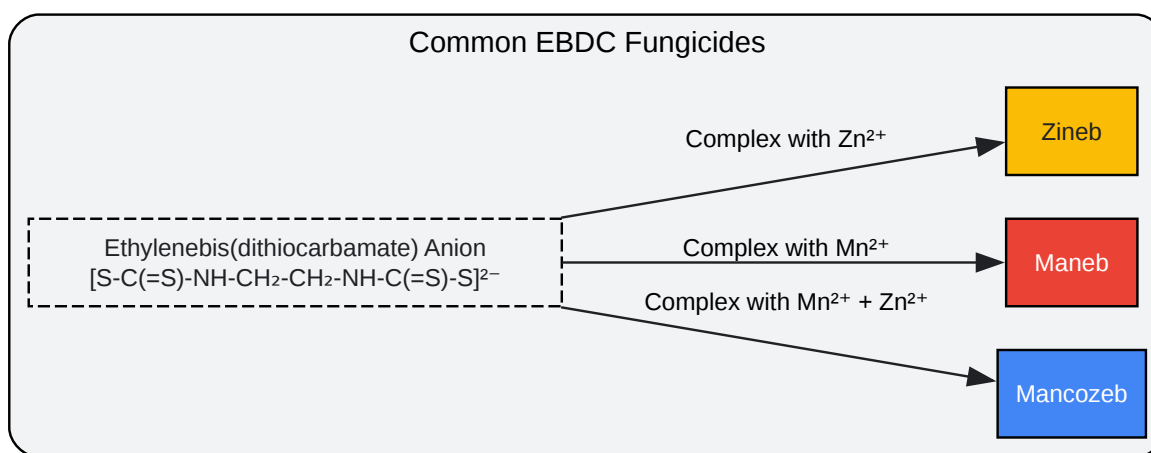 Common EBDC Fungicides
Complex with Zn²⁺
Zineb
Ethylenebis(dithiocarbamate) Anion
[S-C(=S)-NH-CH₂-CH₂-NH-C(=S)-S]²⁻
Complex with Mn²⁺
Maneb
Complex with Mn²⁺ + Zn²⁺
Mancozeb